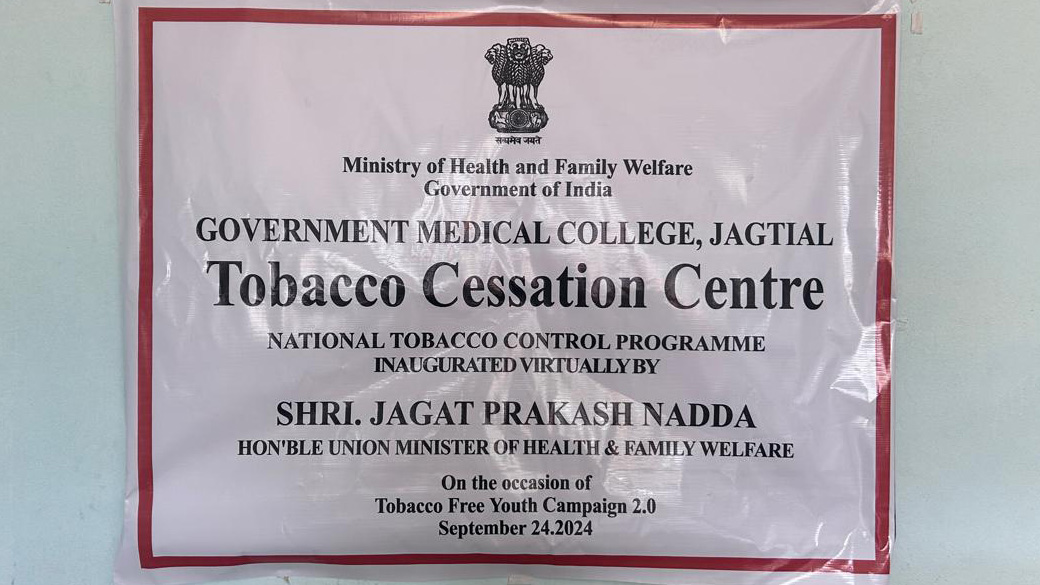 सत्यमेव जयते
Ministry of Health and Family Welfare
Government of India
GOVERNMENT MEDICAL COLLEGE, JAGTIAL
Tobacco Cessation Centre
NATIONAL TOBACCO CONTROL PROGRAMME
INAUGURATED VIRTUALLY BY
SHRI. JAGAT PRAKASH NADDA
HON'BLE UNION MINISTER OF HEALTH & FAMILY WELFARE
On the occasion of
Tobacco Free Youth Campaign 2.0
September 24.2024